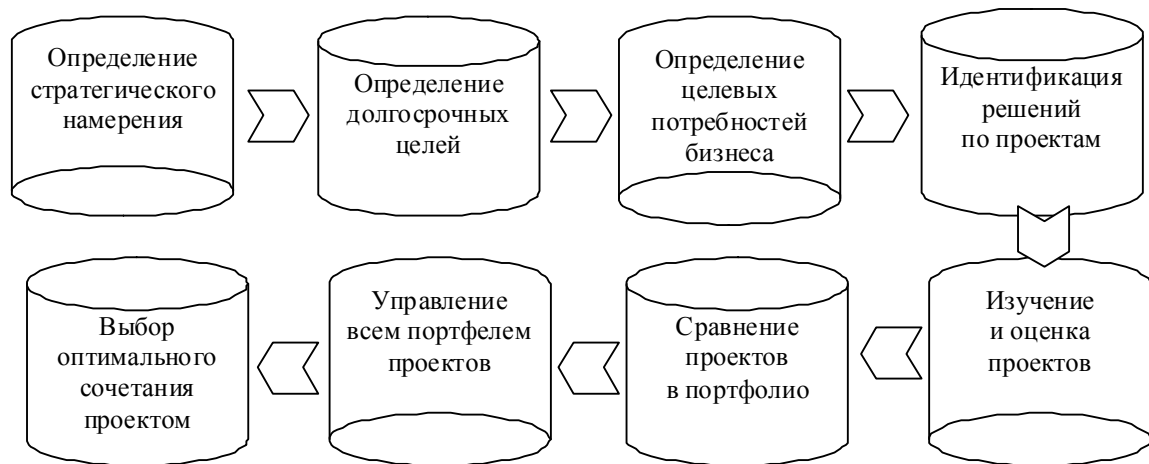 Определение
стратегического
намерения
Определение
долгосрочных
целей
Определение
целевых
потребностей
бизнеса
Идентификация
решений
по проектам
Изучение
и оценка
проектов
Сравнение
проектов
в портфолио
Управление
всем портфелем
проектов
Выбор
оптимального
сочетания
проектом